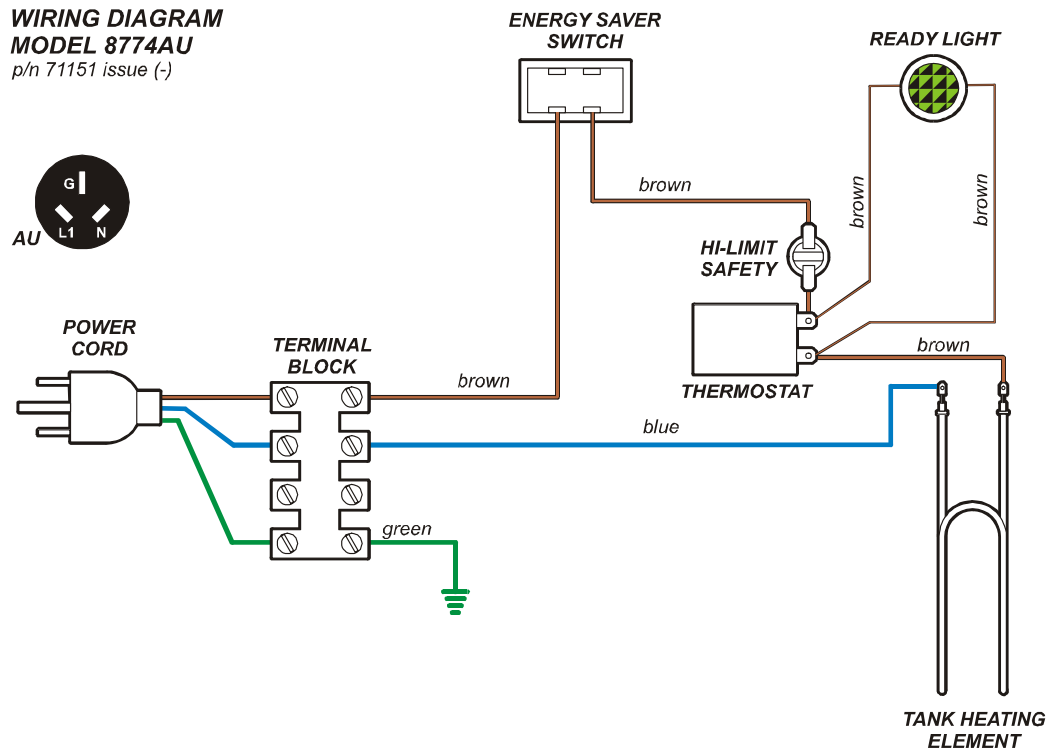 WIRING DIAGRAM
MODEL 8774AU
p/n 71151 issue (-)
ENERGY SAVER
SWITCH
READY LIGHT
G
L1 N
AU
brown
brown
brown
HI-LIMIT
SAFETY
POWER
CORD
TERMINAL
BLOCK
brown
THERMOSTAT
brown
blue
green
TANK HEATING
ELEMENT